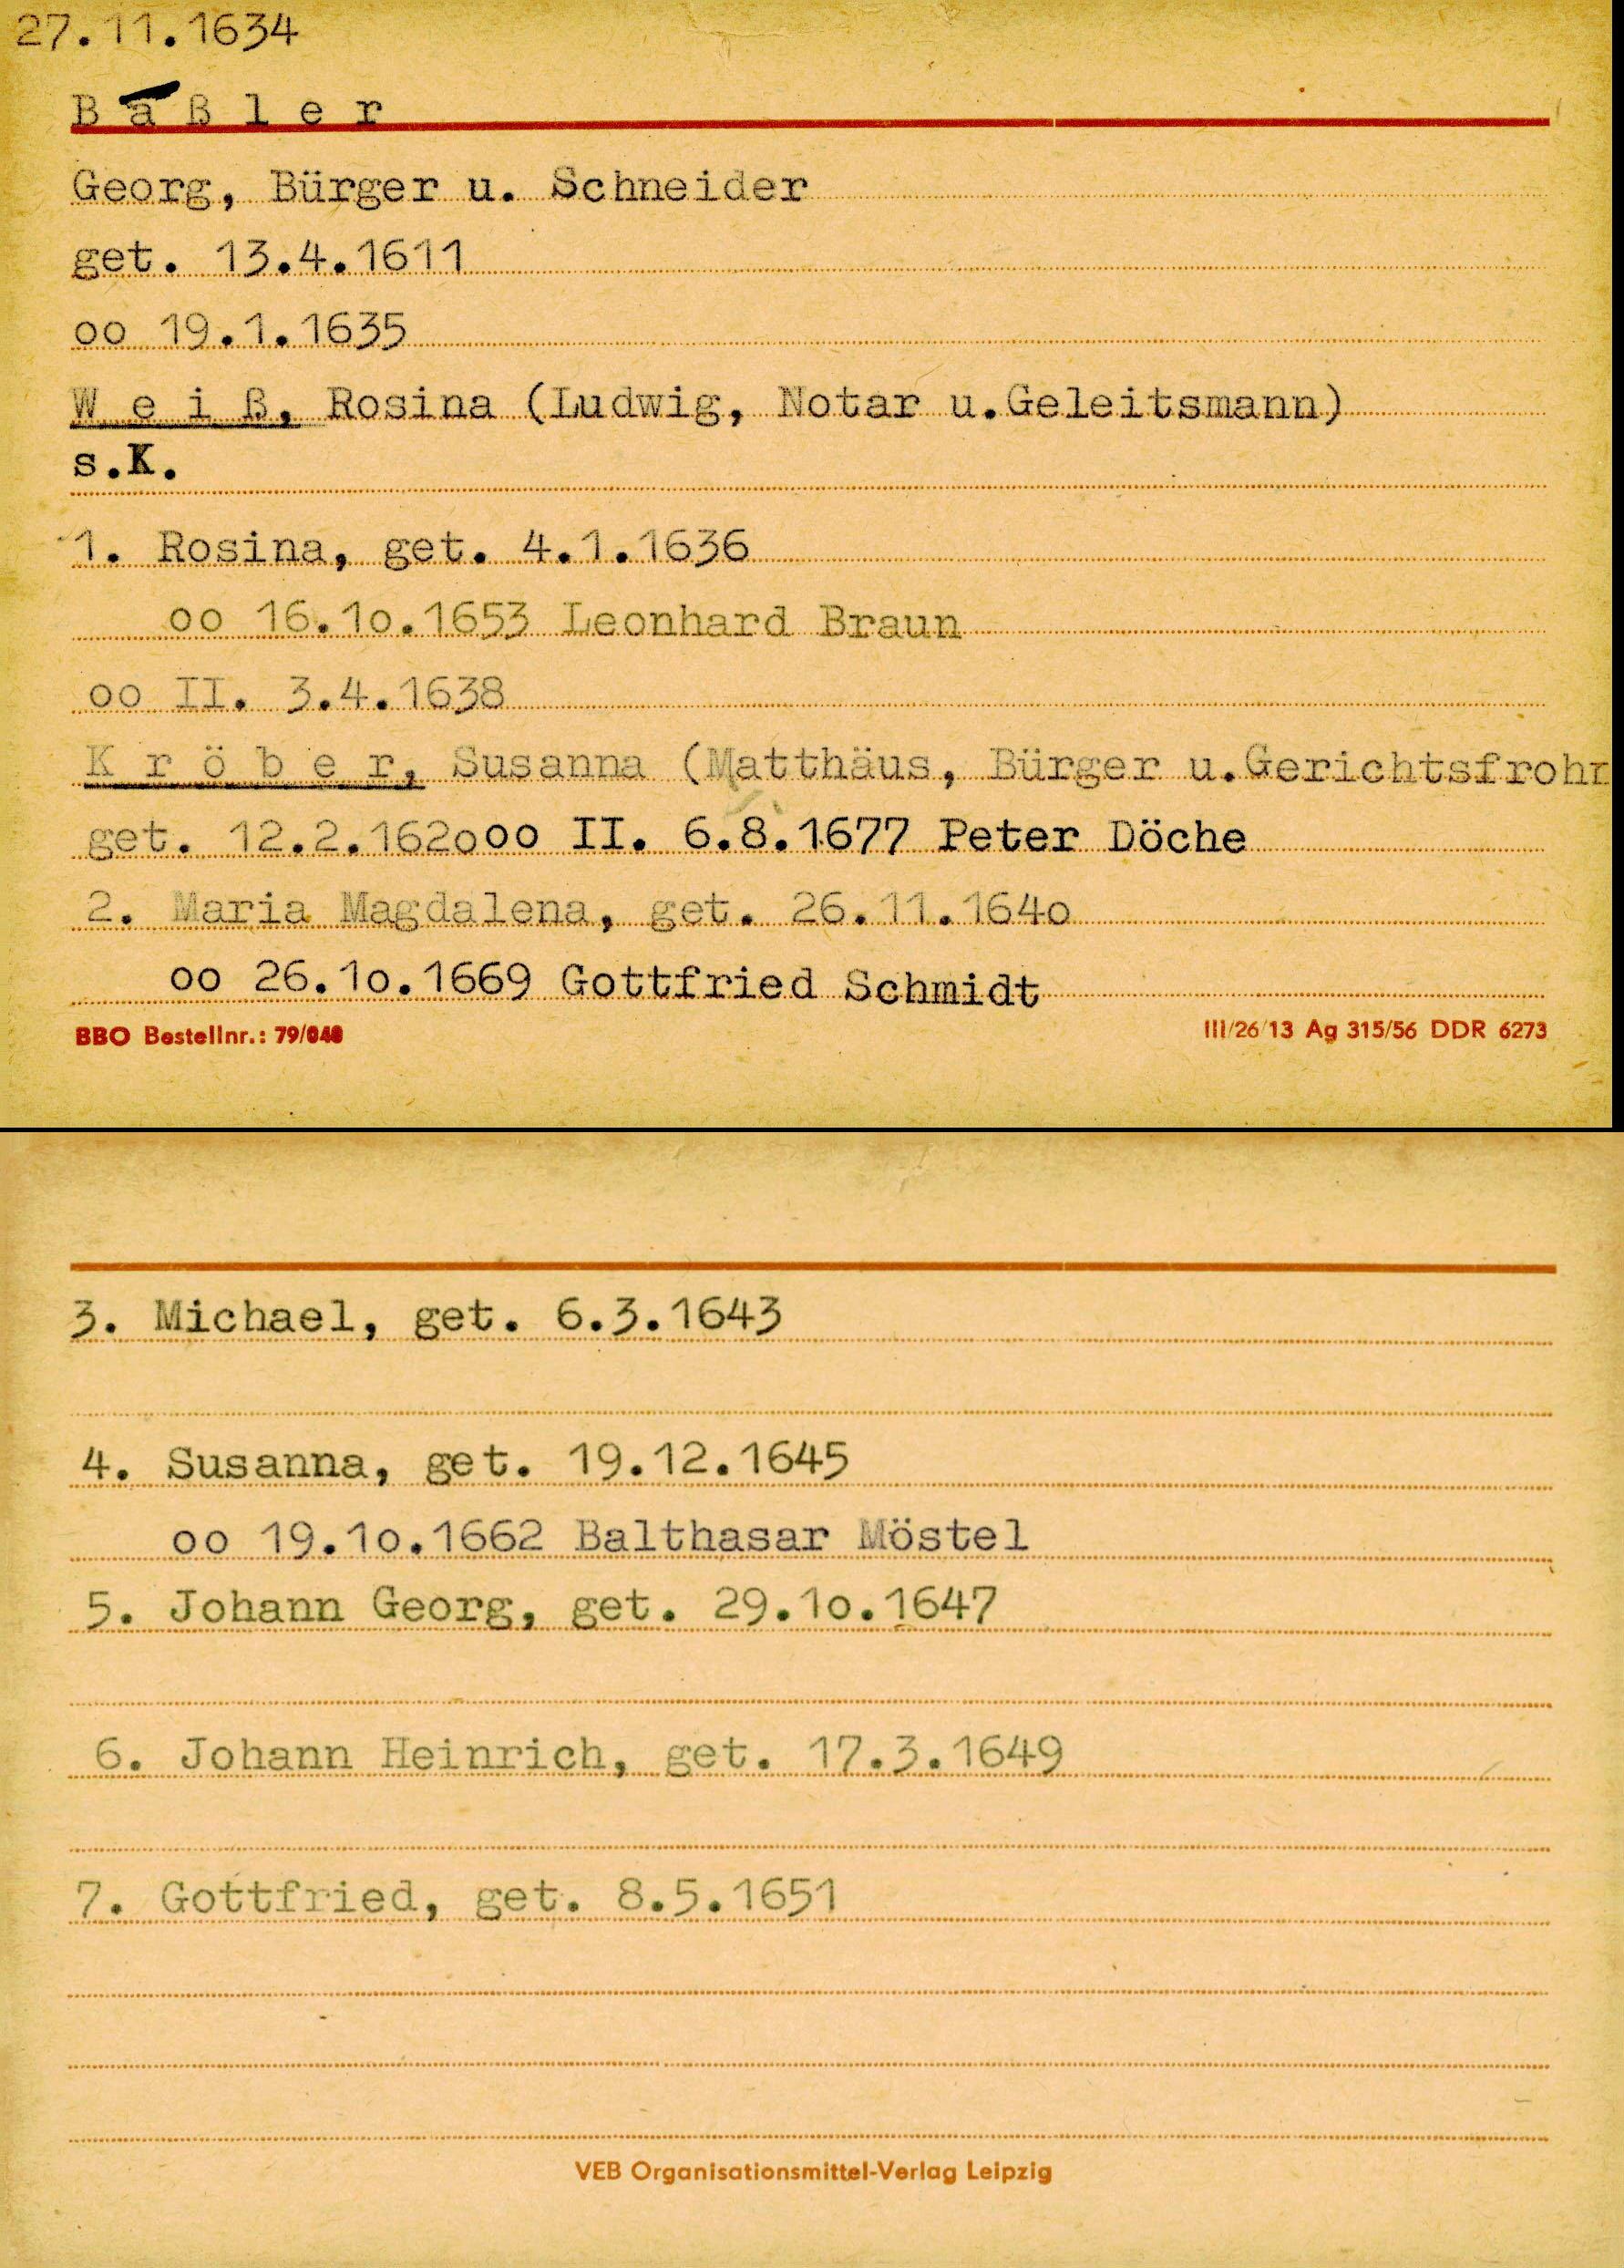 27.11.1634
B a ß l e r
Georg, Bürger u. Schneider
get. 13.4.1611
oo 19.1.1635
W e i ß, Rosina (Ludwig, Notar u.Geleitsmann)
s.K.
1. Rosina, get. 4.1.1636
oo 16.1o.1653 Leonhard Braun
oo II. 3.4.1638
K r ö b e r, Susanna (Matthäus, Bürger u.Gerichtsfrohn
get. 12.2.162ooo II. 6.8.1677 Peter Döche
2. Maria Magdalena, get. 26.11.164o
oo 26.1o.1669 Gottfried Schmidt
BBO Bestellnr.: 79/048
III/26/13 Ag 315/56 DDR 6273
3. Michael, get. 6.3.1643
4. Susanna, get. 19.12.1645
oo 19.1o.1662 Balthasar Möstel
5. Johann Georg, get. 29.1o.1647
6. Johann Heinrich, get. 17.3.1649
7. Gottfried, get. 8.5.1651
VEB Organisationsmittel-Verlag Leipzig